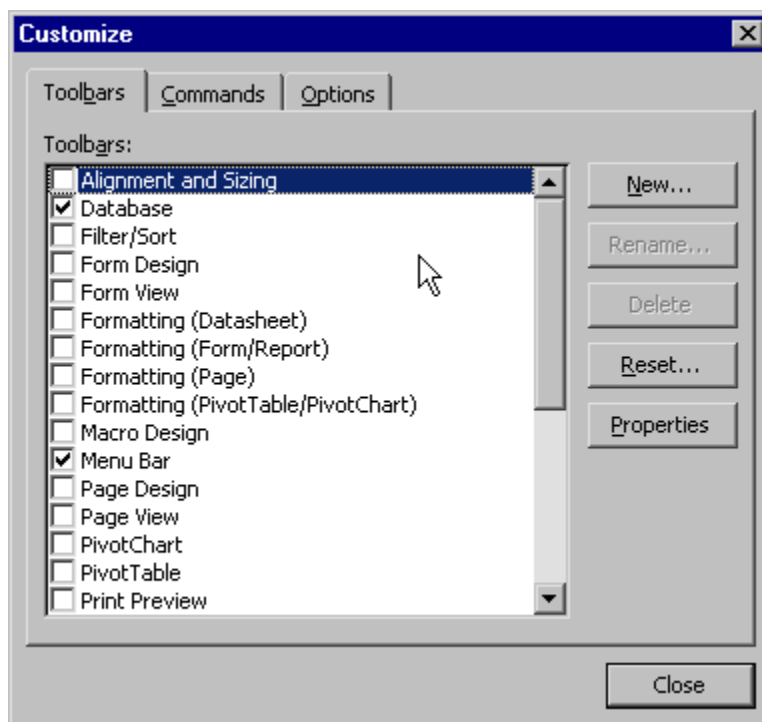 Customize
Toolbars Commands Options
Toolbars:
Alignment and Sizing
Database
Filter/Sort
Form Design
Form View
Formatting (Datasheet)
Formatting (Form/Report)
Formatting (Page)
Formatting (PivotTable/PivotChart)
Macro Design
Menu Bar
Page Design
Page View
PivotChart
PivotTable
Print Preview
New...
Rename...
Delete
Reset...
Properties
Close